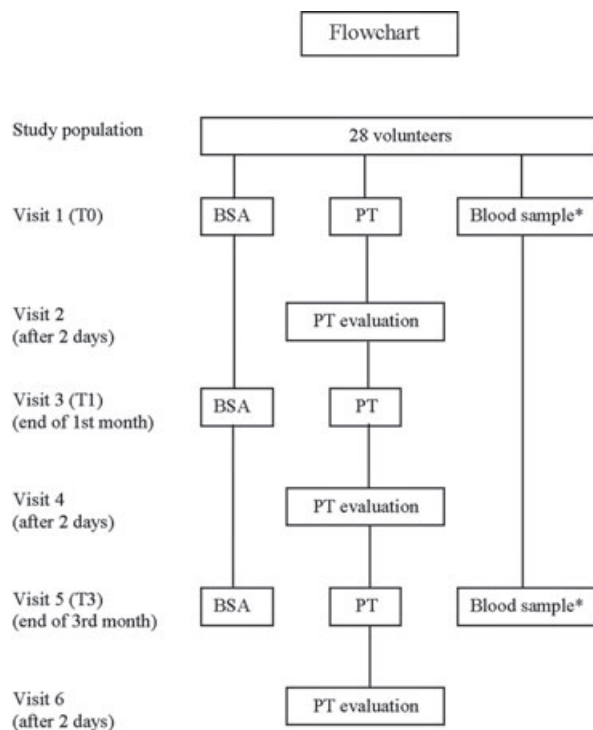 Flowchart
Study population
28 volunteers
Visit 1 (T0)
BSA
PT
Blood sample*
Visit 2
(after 2 days)
PT evaluation
Visit 3 (T1)
(end of 1st month)
BSA
PT
Visit 4
(after 2 days)
PT evaluation
Visit 5 (T3)
(end of 3rd month)
BSA
PT
Blood sample*
Visit 6
(after 2 days)
PT evaluation